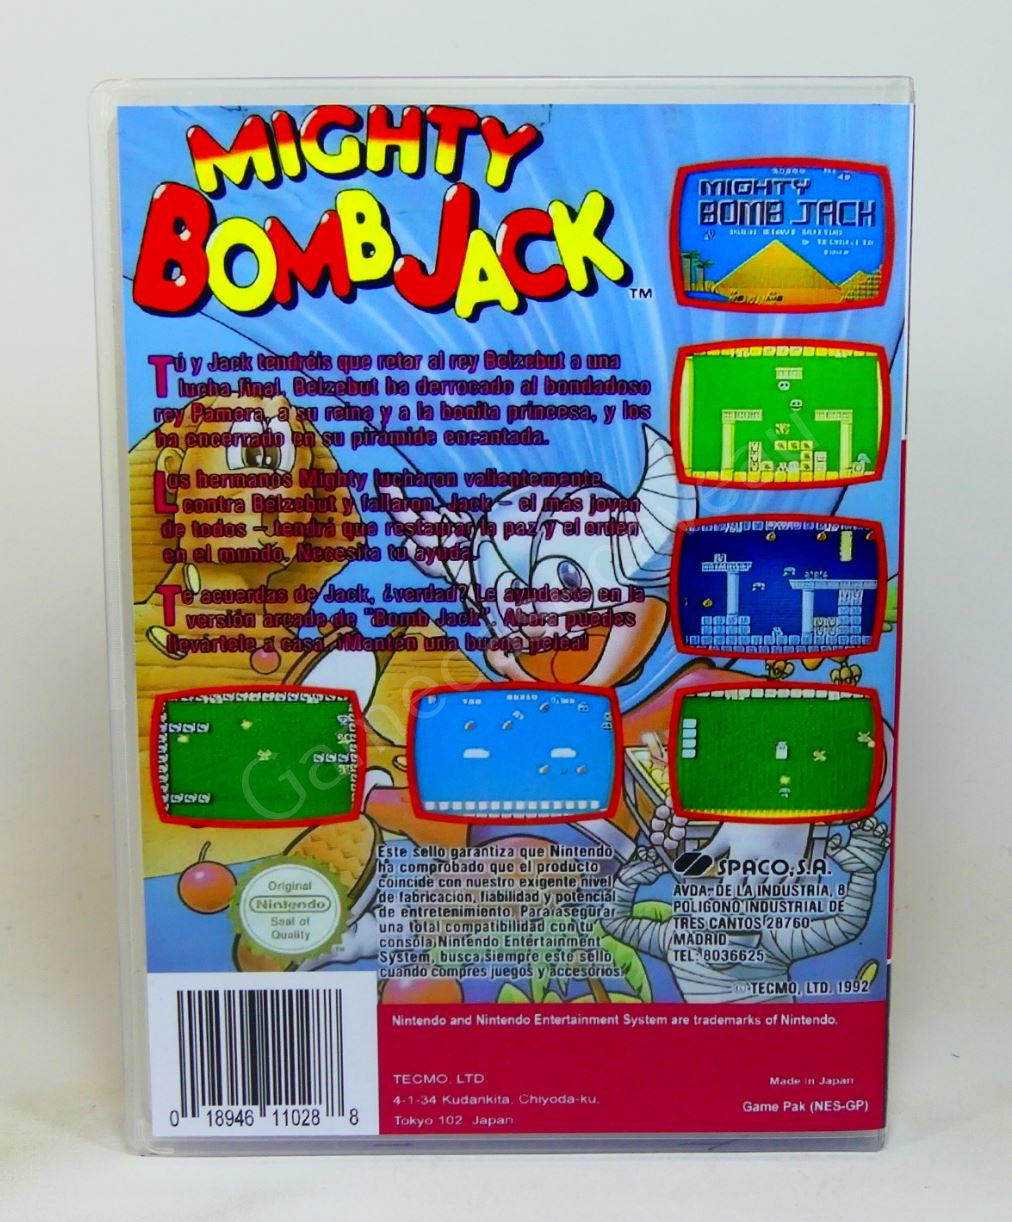 MIGHTY
BOMB JACK
TM
MIGHTY
BOMB JACK
Tú y Jack tendréis que retar al rey Belzebut a una
lucha final. Belzebut ha derrocado al bondadoso
rey Pamera, a su reina y a la bonita princesa, y los
ha encerrado en su pirámide encantada.
Los hermanos Mighty lucharon valientemente
contra Belzebut y fallaron. Jack - el más joven
de todos - tendrá que restaurar la paz y el orden
en el mundo. Necesita tu ayuda.
Te acuerdas de Jack, ¿verdad? Le ayudaste en la
versión arcade de "Bomb Jack". Ahora puedes
llevártele a casa. ¡Mantén una buena pelea!
Original
Nintendo
Seal of
Quality
TM
Este sello garantiza que Nintendo
ha comprobado que el producto
coincide con nuestro exigente nivel
de fabricación, fiabilidad y potencial
de entretenimiento. Para asegurar
una total compatibilidad con tu
consola Nintendo Entertainment
System, busca siempre este sello
cuando compres juegos y accesorios.
SPACO, S.A.
AVDA. DE LA INDUSTRIA, 8
POLIGONO INDUSTRIAL DE
TRES CANTOS 28760
MADRID
TEL: 8036625
© TECMO, LTD. 1992
Nintendo and Nintendo Entertainment System are trademarks of Nintendo.
TECMO, LTD.
4-1-34 Kudankita, Chiyoda-ku,
Tokyo 102 Japan
Made in Japan
Game Pak (NES-GP)
0 18946 11028 8